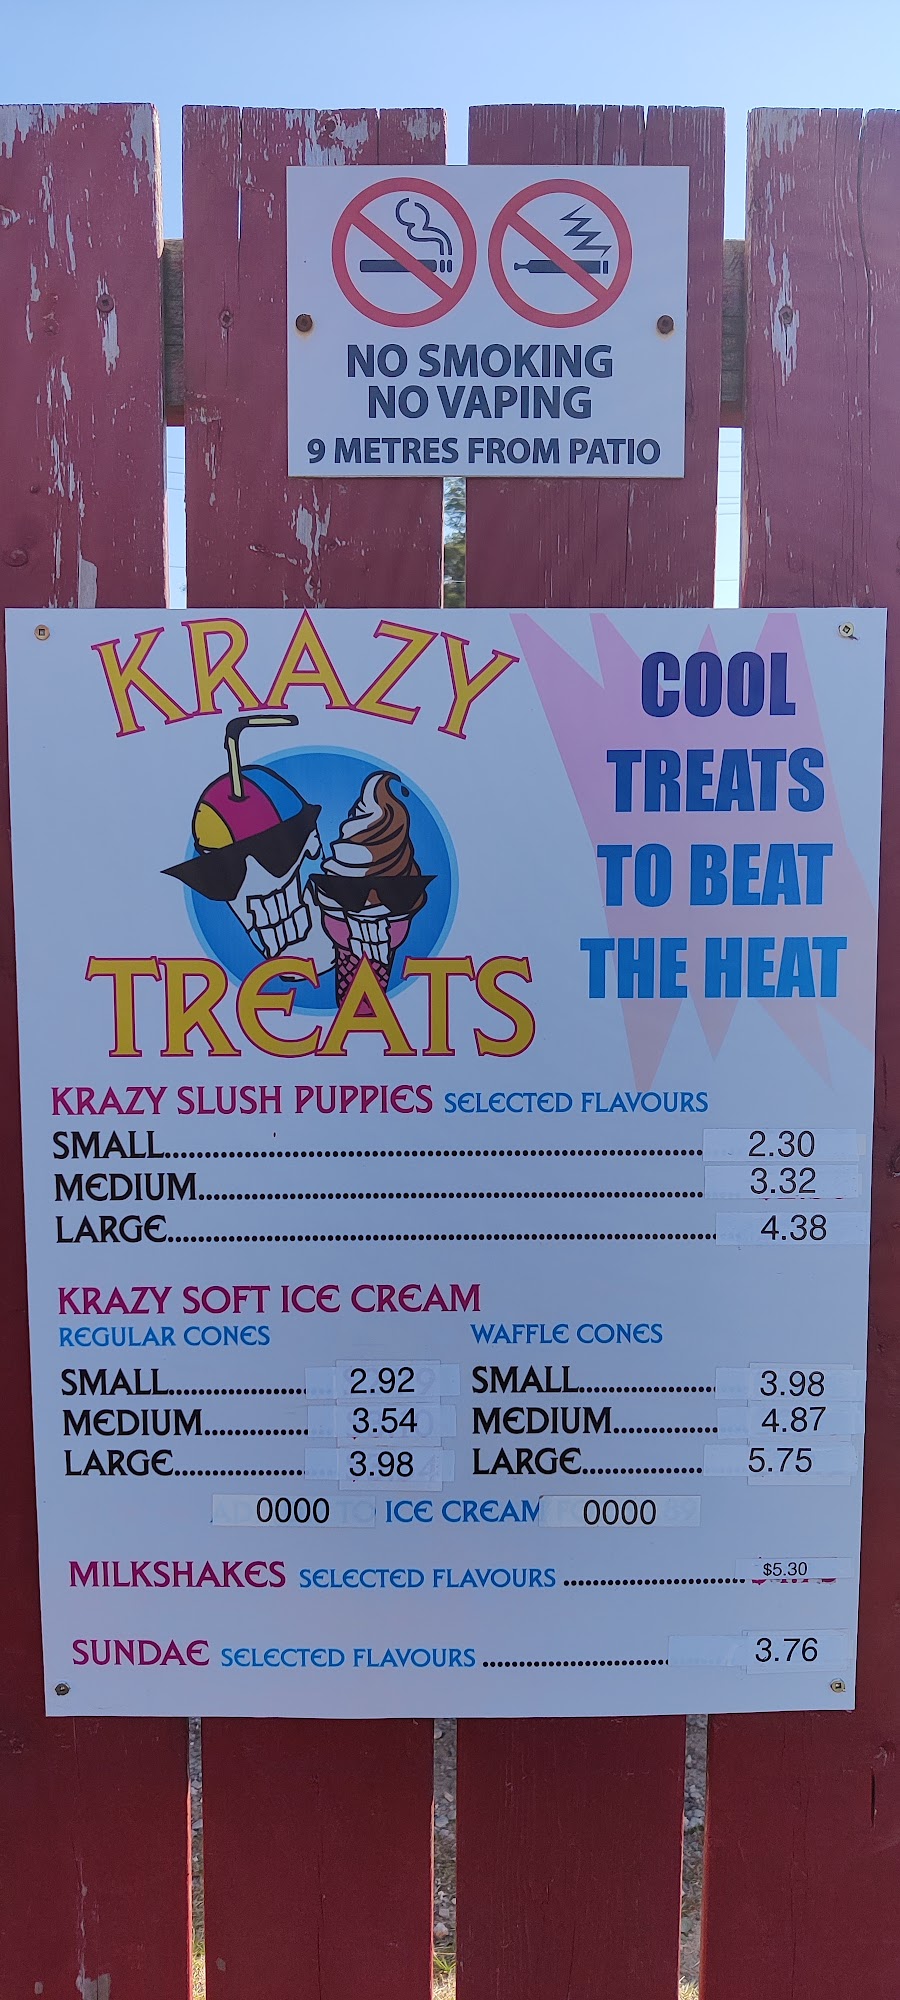 NO SMOKING
NO VAPING
9 METRES FROM PATIO
KRAZY
TREATS
COOL
TREATS
TO BEAT
THE HEAT
KRAZY SLUSH PUPPIES SELECTED FLAVOURS
SMALL 2.30
MEDIUM 3.32
LARGE 4.38
KRAZY SOFT ICE CREAM
REGULAR CONES
SMALL 2.92
MEDIUM 3.54
LARGE 3.98
WAFFLE CONES
SMALL 3.98
MEDIUM 4.87
LARGE 5.75
0000 ICE CREAM 0000
MILKSHAKES SELECTED FLAVOURS $5.30
SUNDAE SELECTED FLAVOURS 3.76